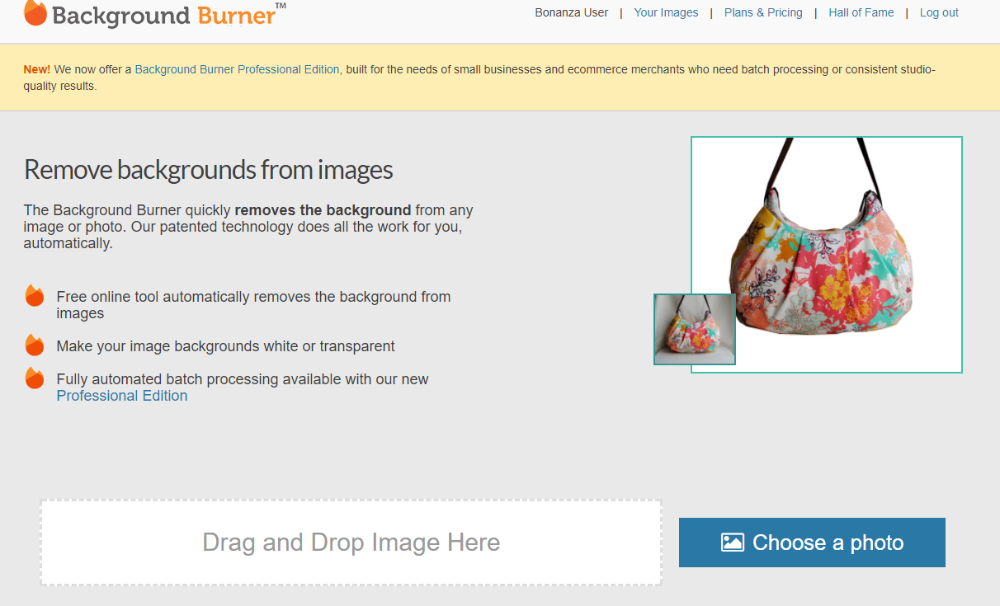 Background Burner™
Bonanza User | Your Images | Plans & Pricing | Hall of Fame | Log out
New! We now offer a Background Burner Professional Edition, built for the needs of small businesses and ecommerce merchants who need batch processing or consistent studio-
quality results.
Remove backgrounds from images
The Background Burner quickly removes the background from any
image or photo. Our patented technology does all the work for you,
automatically.
Free online tool automatically removes the background from
images
Make your image backgrounds white or transparent
Fully automated batch processing available with our new
Professional Edition
Drag and Drop Image Here
Choose a photo